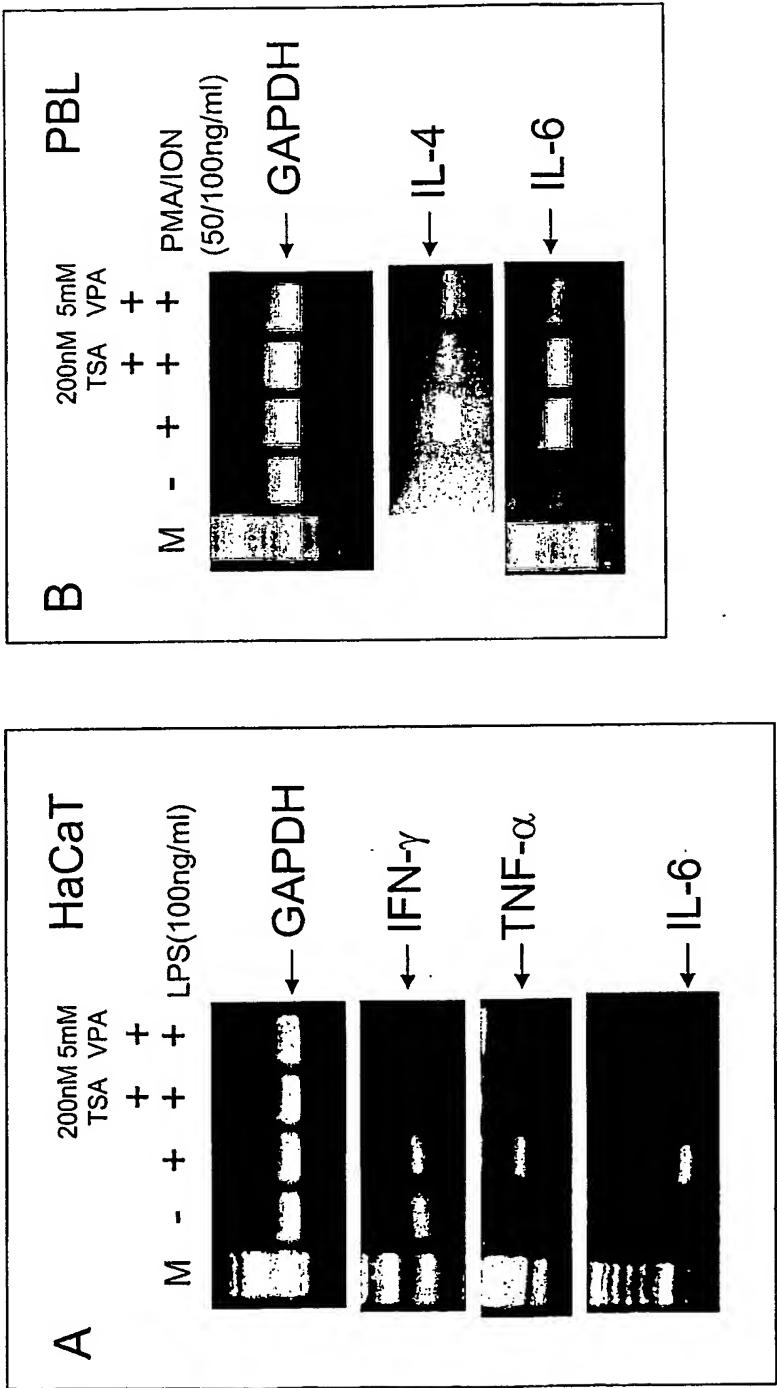 A
HaCaT
200nM 5mM
TSA VPA
+ +
M - + + + LPS(100ng/ml)
GAPDH
IFN-γ
TNF-α
IL-6
B
PBL
200nM 5mM
TSA VPA
+ +
M - + + + PMA/ION
(50/100ng/ml)
GAPDH
IL-4
IL-6